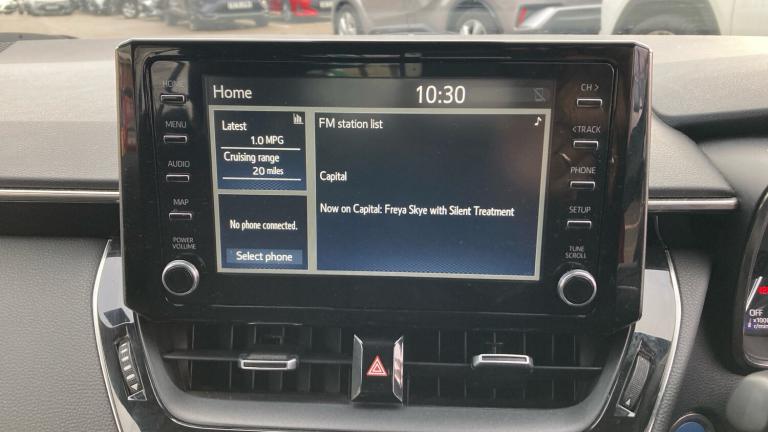 Home 10:30
Latest
1.0 MPG
Cruising range
20 miles
No phone connected.
Select phone
FM station list
Capital
Now on Capital: Freya Skye with Silent Treatment
HOME
MENU
AUDIO
MAP
POWER
VOLUME
CH >
< TRACK
PHONE
SETUP
TUNE
SCROLL
OFF
x1000
r/min